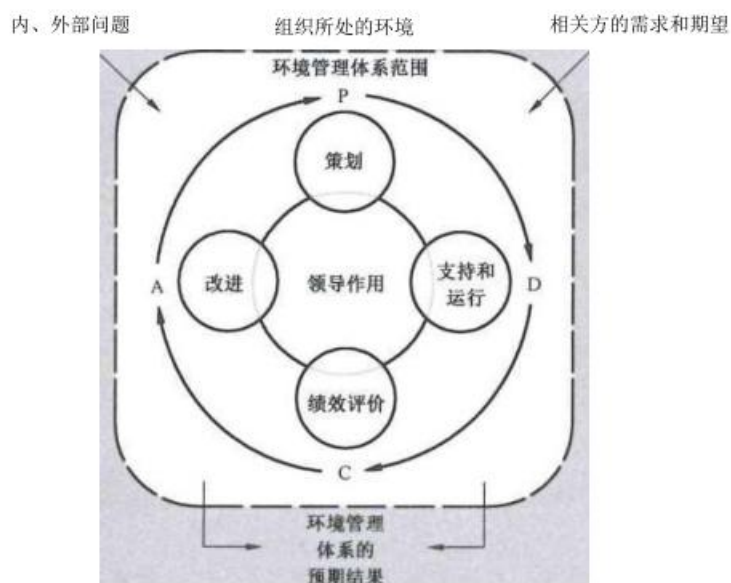 内、外部问题
组织所处的环境
相关方的需求和期望
环境管理体系范围
P
策划
改进
领导作用
支持和
运行
A
D
绩效评价
C
环境管理
体系的
预期结果